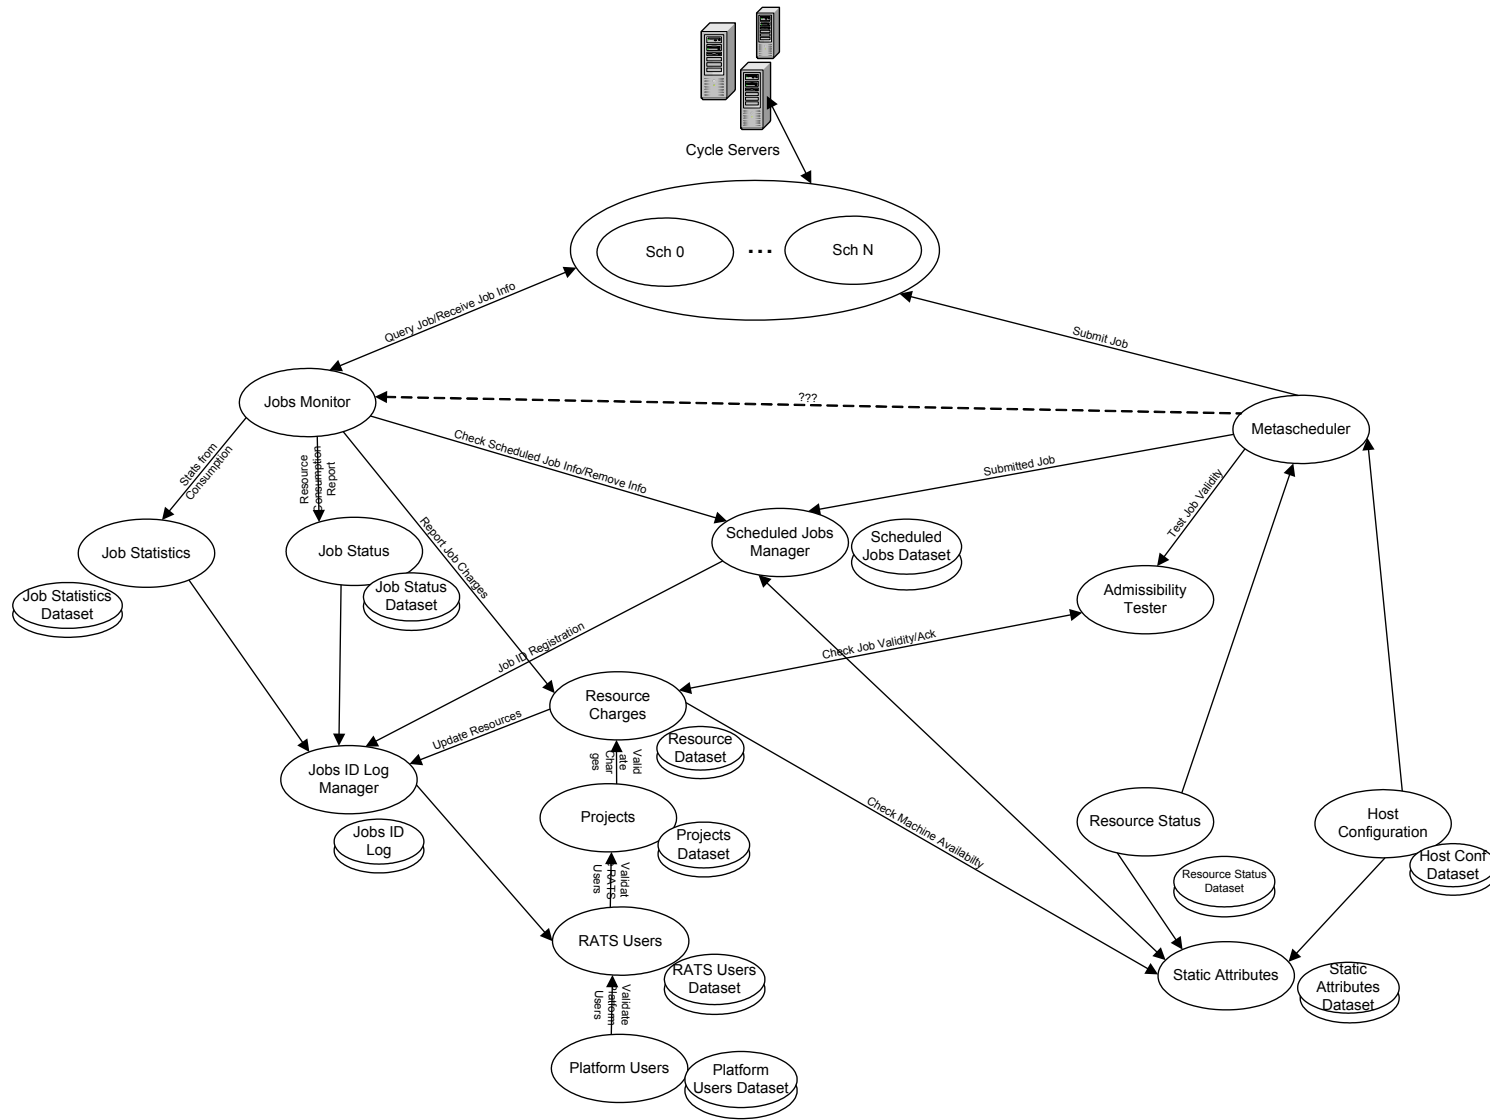 Cycle Servers
Sch 0
...
Sch N
Query Job/Receive Job Info
Submit Job
Jobs Monitor
???
Metascheduler
Stats from
Consumption
Resource
Consumption
Report
Check Scheduled Job Info/Remove Info
Submitted Job
Test Job Validity
Report Job Charges
Job Statistics
Job Status
Scheduled Jobs
Manager
Scheduled
Jobs Dataset
Job Statistics
Dataset
Job Status
Dataset
Admissibility
Tester
Job ID Registration
Check Job Validity/Ack
Resource
Charges
Update Resources
Resource
Dataset
Valid
ate
Char
ges
Jobs ID Log
Manager
Jobs ID
Log
Projects
Projects
Dataset
Check Machine Availabilty
Resource Status
Resource Status
Dataset
Host
Configuration
Host Conf
Dataset
Validat
RATS
Users
RATS Users
RATS Users
Dataset
Static Attributes
Static
Attributes
Dataset
Validate
Platform
Users
Platform Users
Platform
Users Dataset